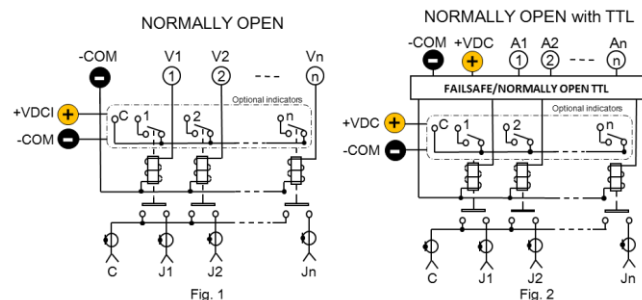 NORMALLY OPEN
-COM
V1
V2
Vn
1
2
n
+VDCI
-COM
Optional indicators
C
1
2
n
C
J1
J2
Jn
Fig. 1
NORMALLY OPEN with TTL
-COM
+VDC
A1
A2
An
1
2
n
FAILSAFE/NORMALLY OPEN TTL
Optional indicators
+VDC
-COM
C
1
2
n
C
J1
J2
Jn
Fig. 2